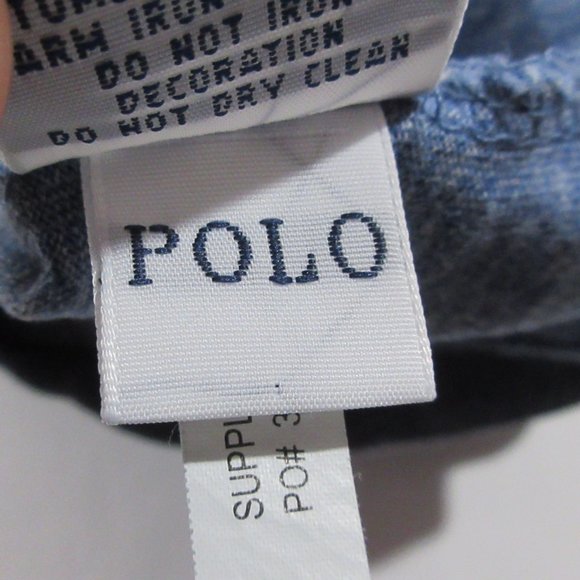 ARM IRON
DO NOT IRON
DECORATION
DO NOT DRY CLEAN
POLO
SUPPL
PO# 3